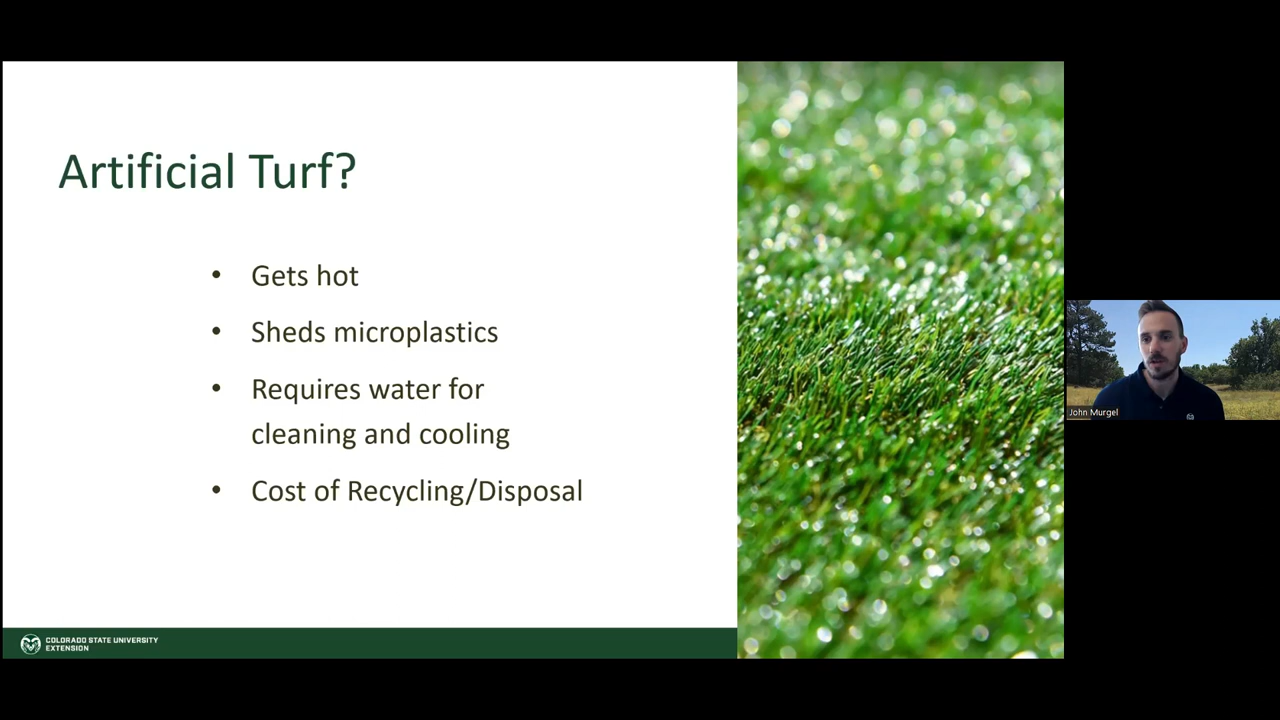 Artificial Turf?
• Gets hot
• Sheds microplastics
• Requires water for
cleaning and cooling
• Cost of Recycling/Disposal
COLORADO STATE UNIVERSITY
EXTENSION
John Murgel